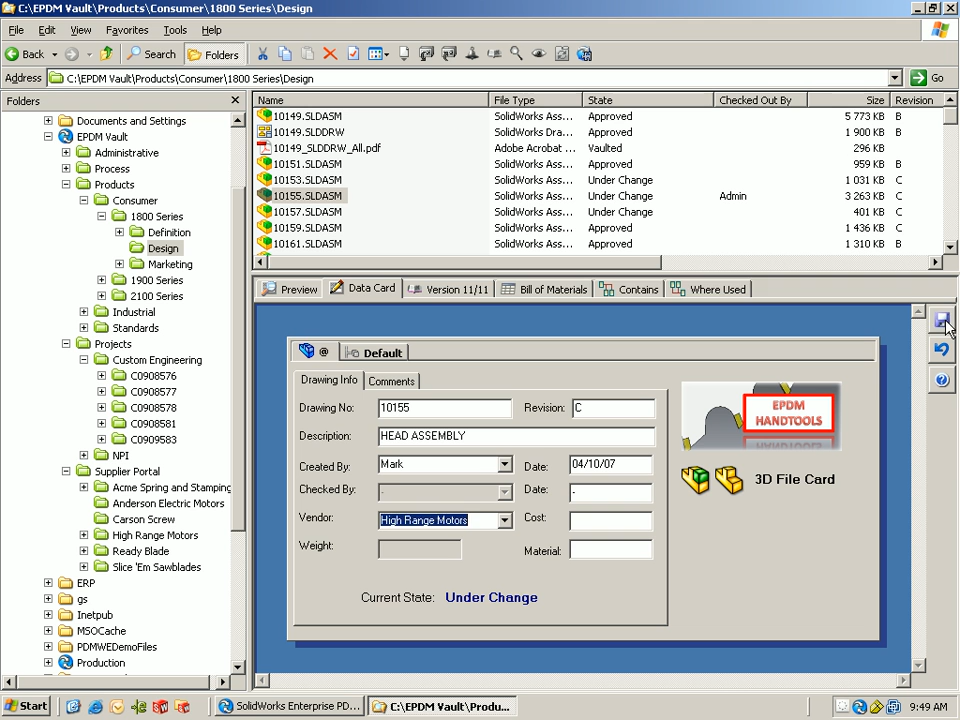 C:\EPDM Vault\Products\Consumer\1800 Series\Design
File Edit View Favorites Tools Help
Back Search Folders
Address C:\EPDM Vault\Products\Consumer\1800 Series\Design Go
Folders
Documents and Settings
EPDM Vault
Administrative
Process
Products
Consumer
1800 Series
Definition
Design
Marketing
1900 Series
2100 Series
Industrial
Standards
Projects
Custom Engineering
C0908576
C0908577
C0908578
C0908581
C0909583
NPI
Supplier Portal
Acme Spring and Stamping
Anderson Electric Motors
Carson Screw
High Range Motors
Ready Blade
Slice 'Em Sawblades
ERP
gs
Inetpub
MSOCache
PDMWEDemoFiles
Production
Name File Type State Checked Out By Size Revision
10149.SLDASM SolidWorks Ass... Approved 5 773 KB B
10149.SLDDRW SolidWorks Dra... Approved 1 900 KB B
10149_SLDDRW_All.pdf Adobe Acrobat ... Vaulted 296 KB
10151.SLDASM SolidWorks Ass... Approved 959 KB B
10153.SLDASM SolidWorks Ass... Under Change 1 031 KB C
10155.SLDASM SolidWorks Ass... Under Change Admin 3 263 KB C
10157.SLDASM SolidWorks Ass... Under Change 401 KB C
10159.SLDASM SolidWorks Ass... Approved 1 436 KB C
10161.SLDASM SolidWorks Ass... Approved 1 310 KB B
Preview Data Card Version 11/11 Bill of Materials Contains Where Used
@ Default
Drawing Info Comments
Drawing No: 10155 Revision: C
Description: HEAD ASSEMBLY
Created By: Mark Date: 04/10/07
Checked By: - Date: -
Vendor: High Range Motors Cost:
Weight: Material:
Current State: Under Change
EPDM
HANDTOOLS
3D File Card
Start SolidWorks Enterprise PD... C:\EPDM Vault\Produ... 9:49 AM